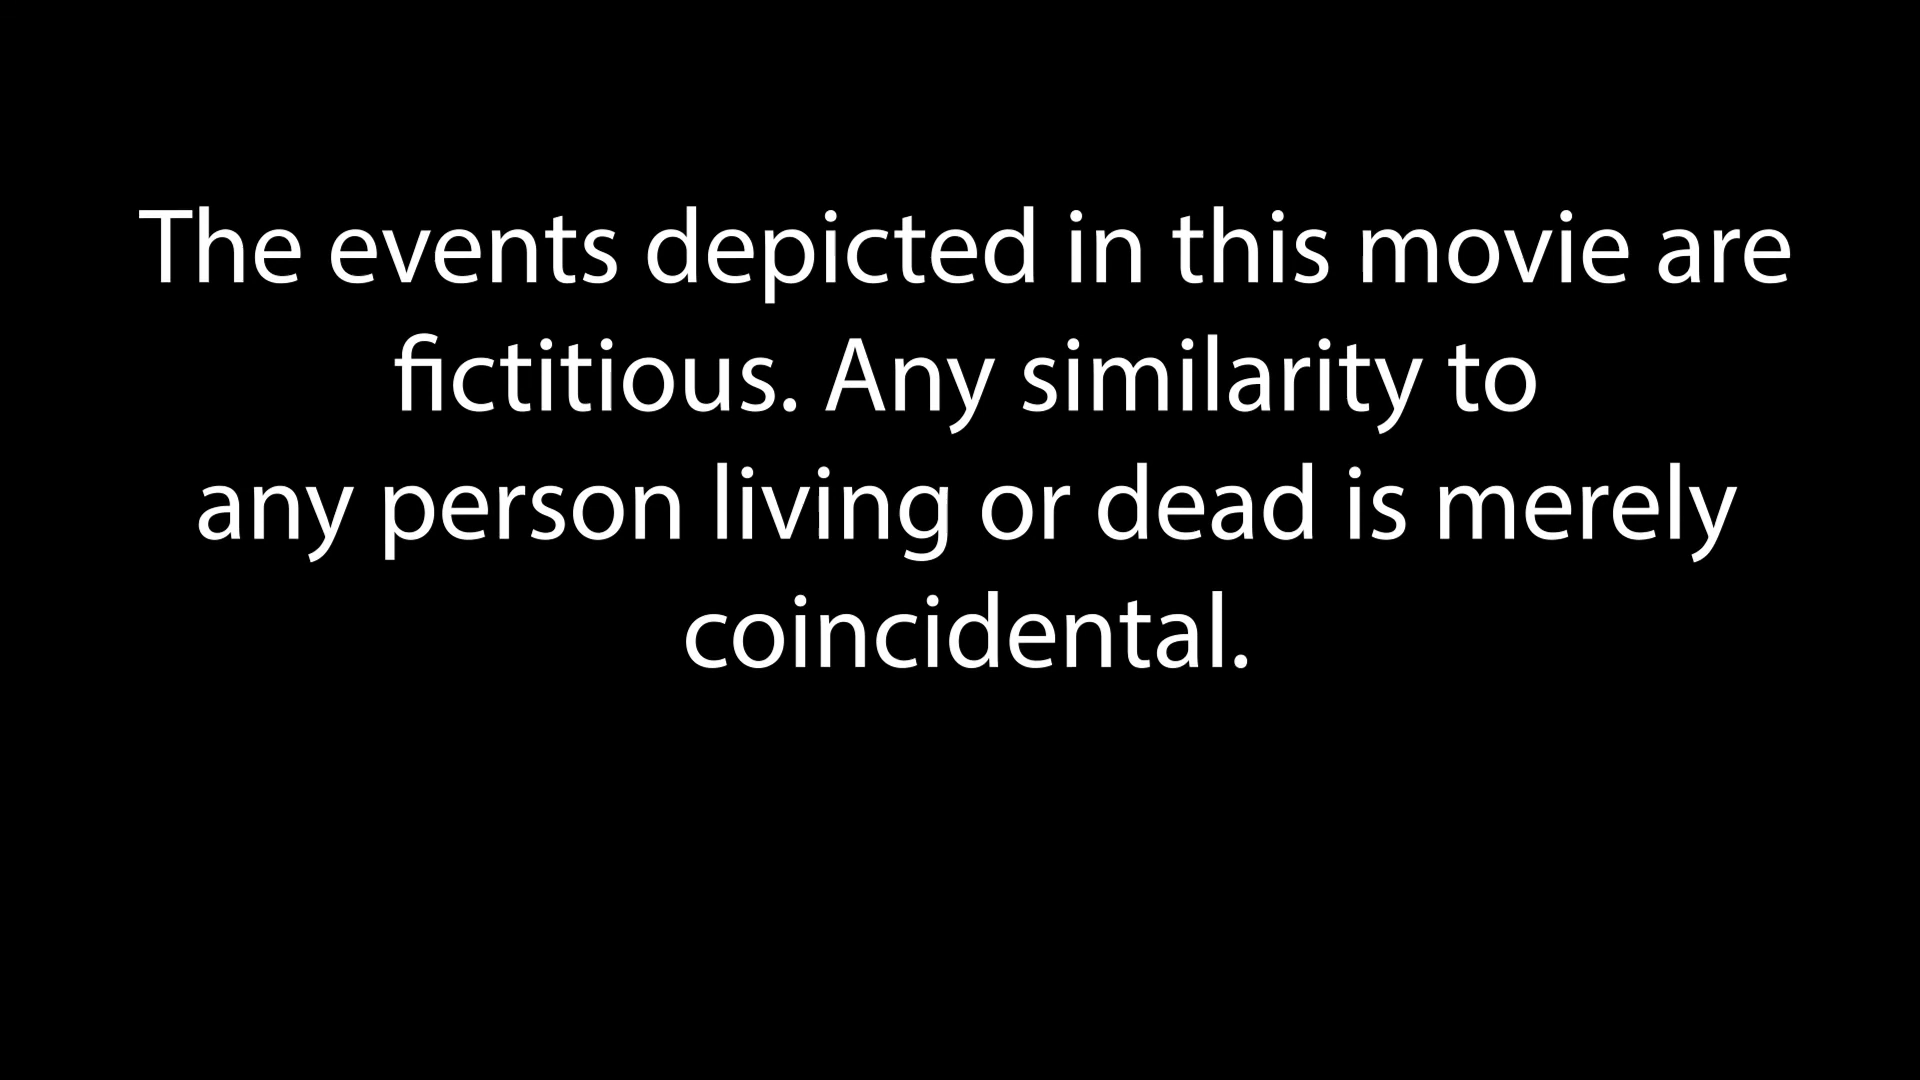 The events depicted in this movie are
fictitious. Any similarity to
any person living or dead is merely
coincidental.